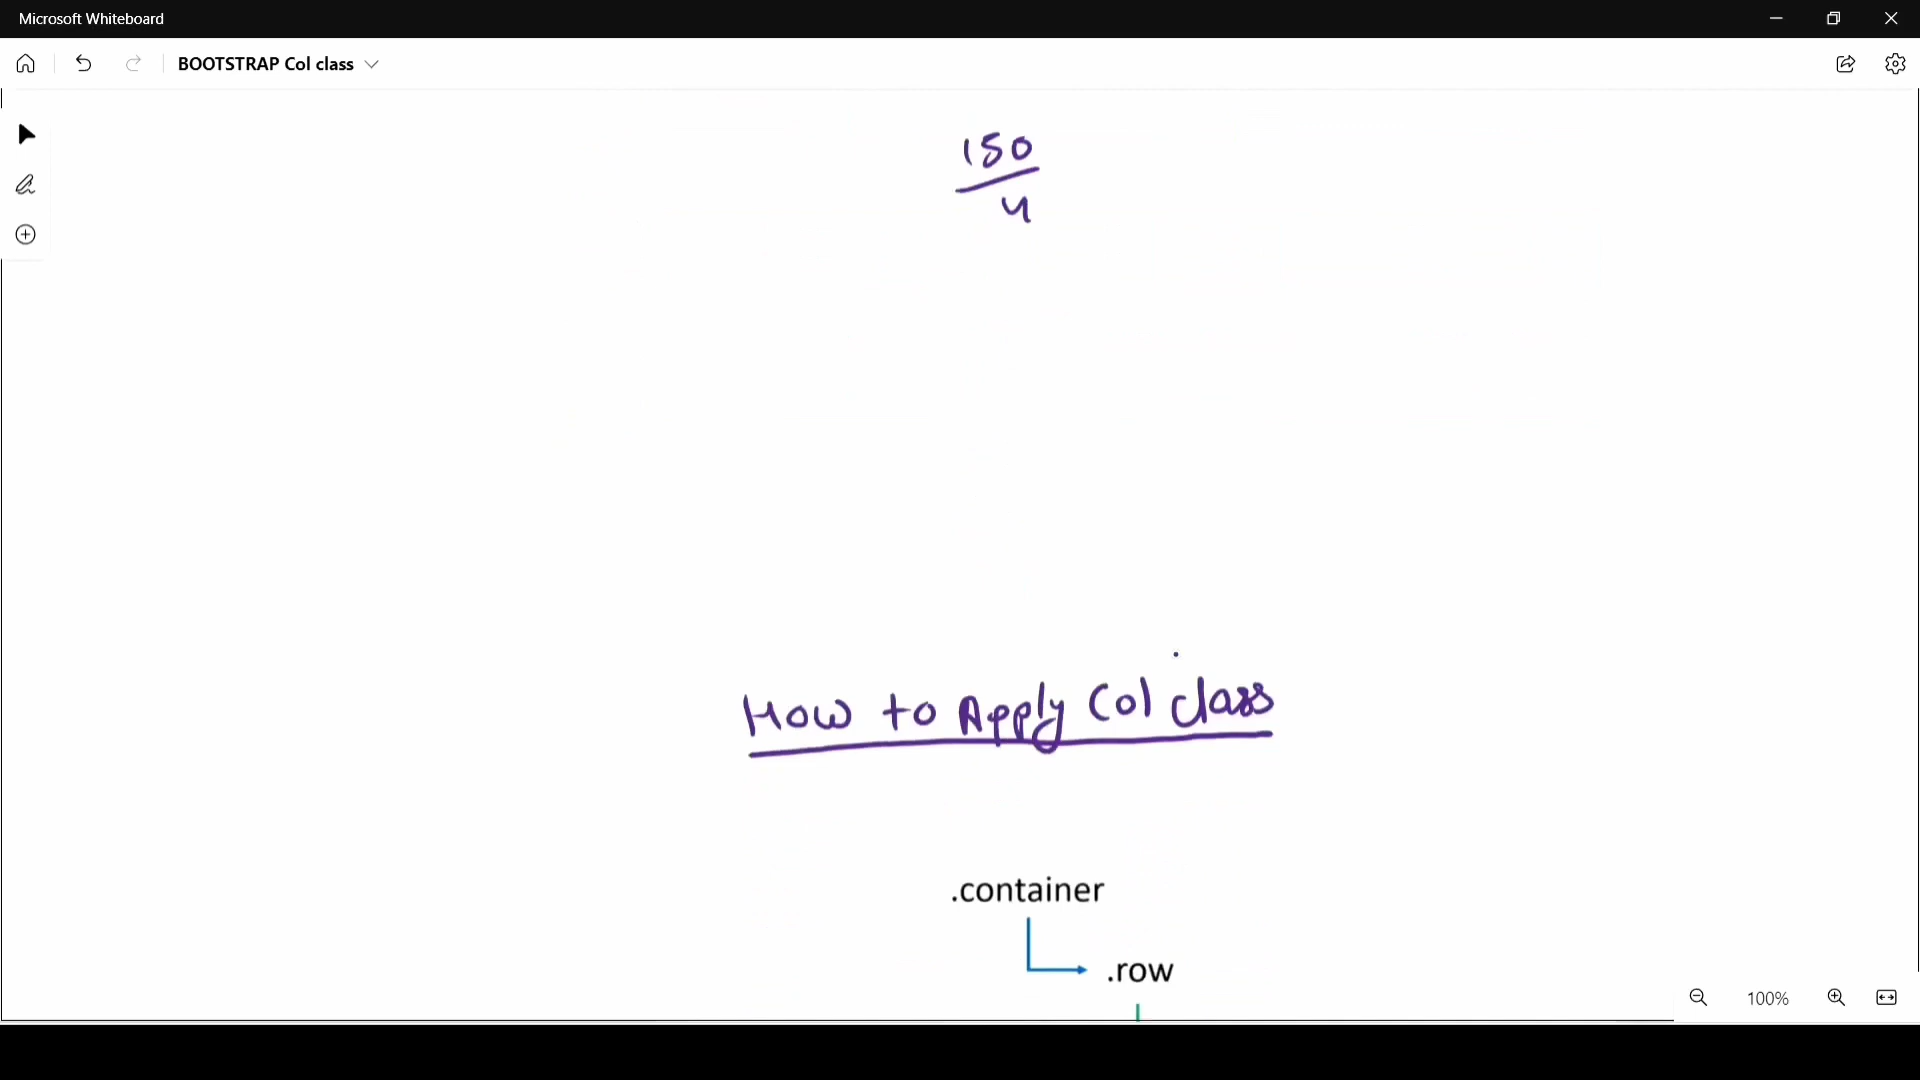 Microsoft Whiteboard
BOOTSTRAP Col class
150
4
How to Apply Col class
.container
.row
100%